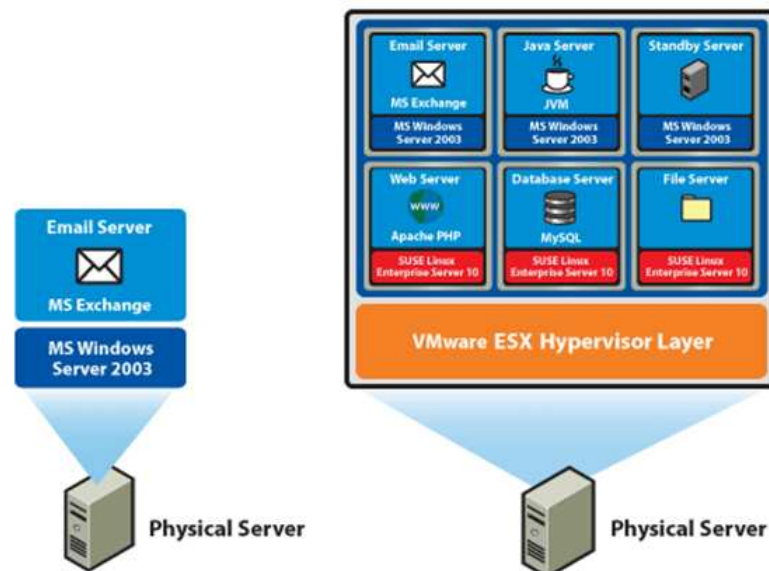 Email Server
MS Exchange
MS Windows
Server 2003
Physical Server
Email Server
MS Exchange
MS Windows
Server 2003
Java Server
JVM
MS Windows
Server 2003
Standby Server
MS Windows
Server 2003
Web Server
www
Apache PHP
SUSE Linux
Enterprise Server 10
Database Server
MySQL
SUSE Linux
Enterprise Server 10
File Server
SUSE Linux
Enterprise Server 10
VMware ESX Hypervisor Layer
Physical Server